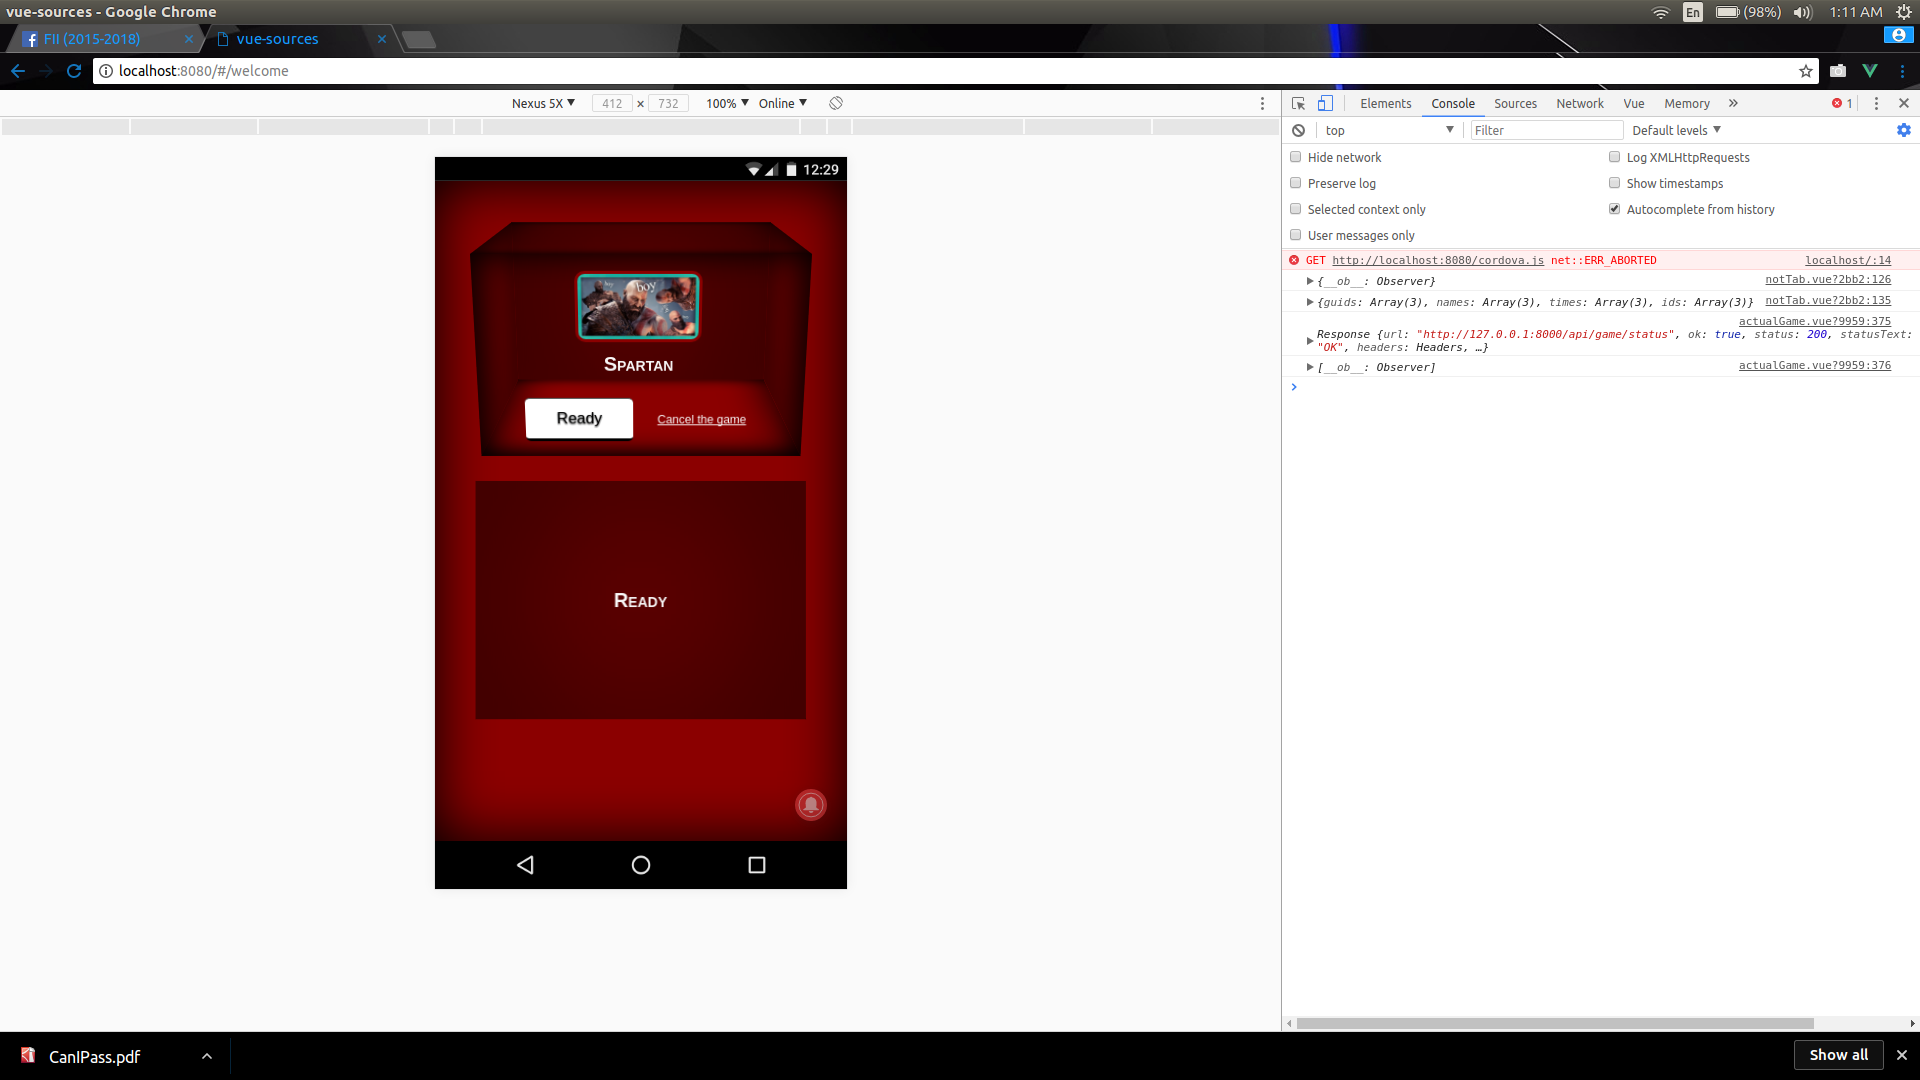 vue-sources - Google Chrome
En (98%) 1:11 AM
FII (2015-2018) vue-sources
localhost:8080/#/welcome
Nexus 5X 412 × 732 100% Online
Elements Console Sources Network Vue Memory » 1
top Filter Default levels
Hide network Log XMLHttpRequests
Preserve log Show timestamps
Selected context only Autocomplete from history
User messages only
GET http://localhost:8080/cordova.js net::ERR_ABORTED localhost/:14
{__ob__: Observer} notTab.vue?2bb2:126
{guids: Array(3), names: Array(3), times: Array(3), ids: Array(3)} notTab.vue?2bb2:135
actualGame.vue?9959:375
Response {url: "http://127.0.0.1:8000/api/game/status", ok: true, status: 200, statusText:
"OK", headers: Headers, …}
[__ob__: Observer] actualGame.vue?9959:376
12:29
boy
Spartan
Ready Cancel the game
Ready
CanIPass.pdf Show all